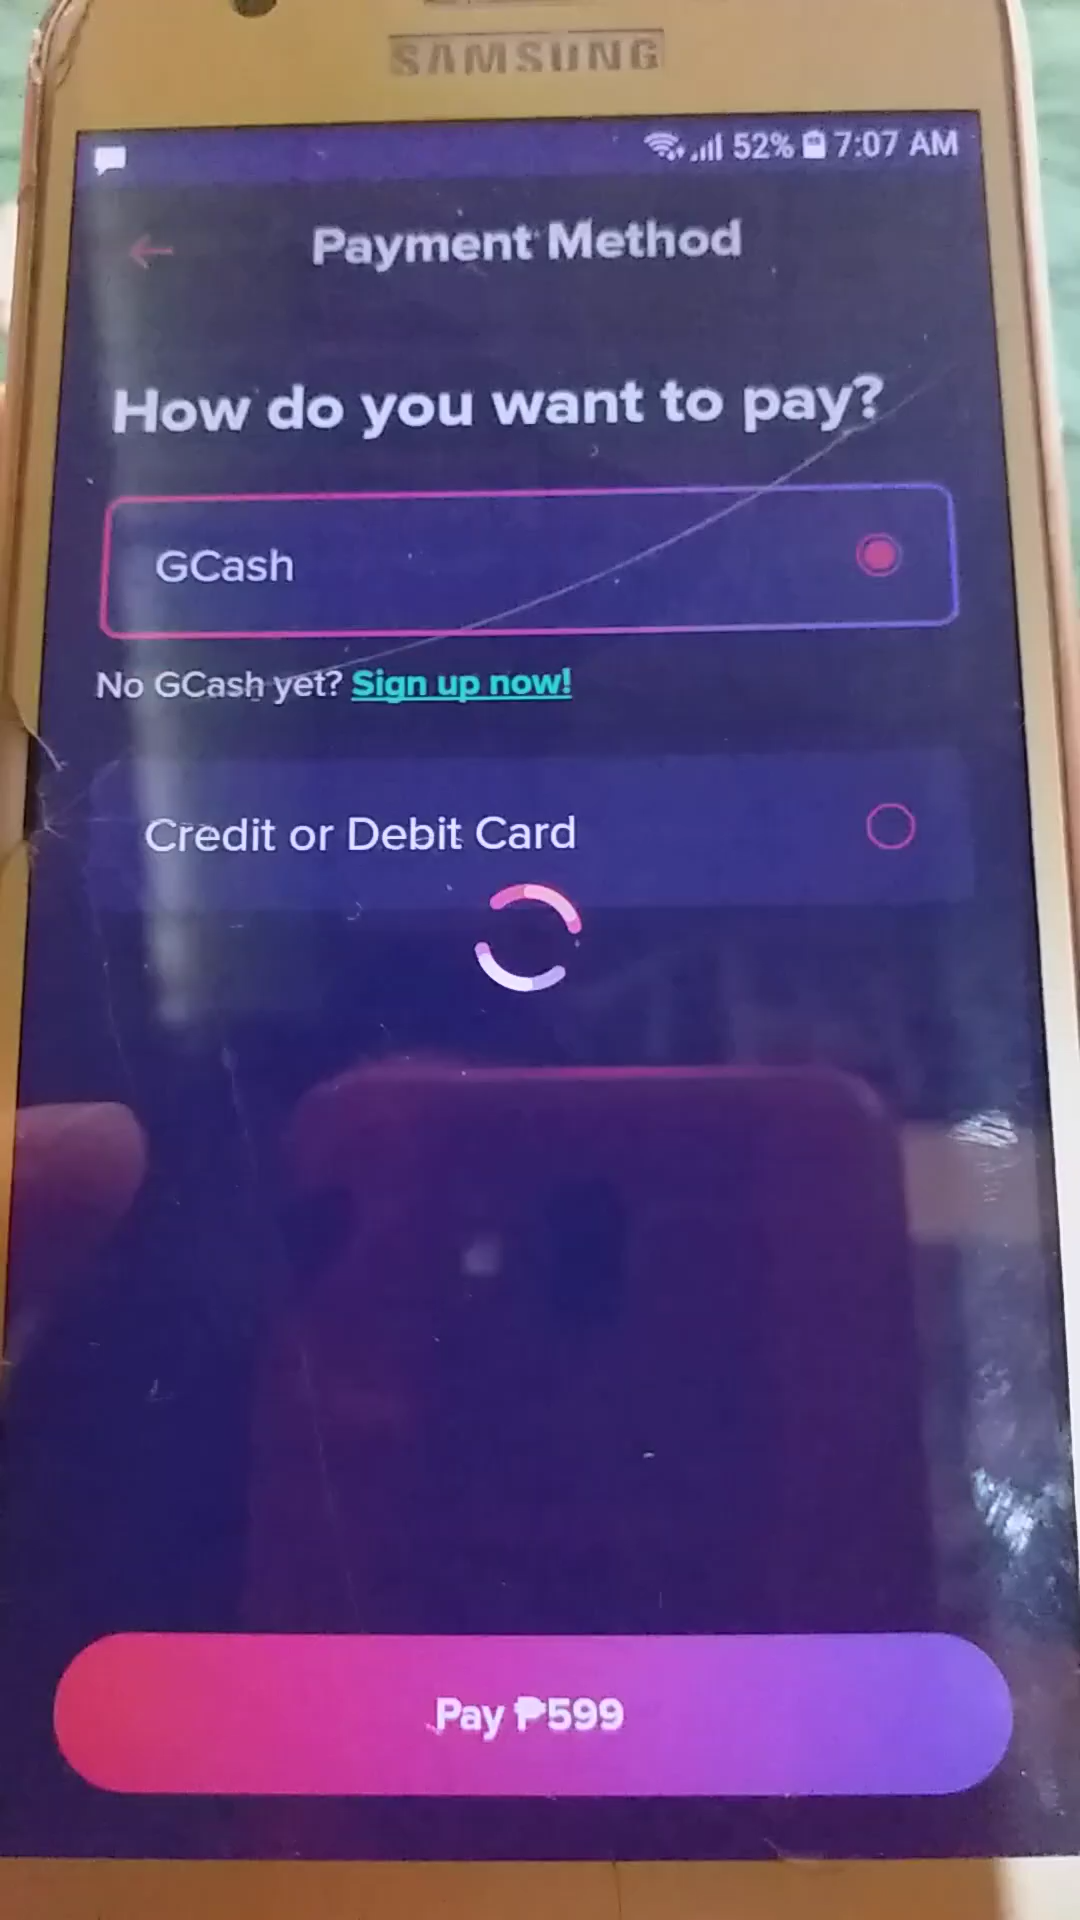 SAMSUNG
52% 7:07 AM
Payment Method
How do you want to pay?
GCash
No GCash yet? Sign up now!
Credit or Debit Card
Pay ₱599